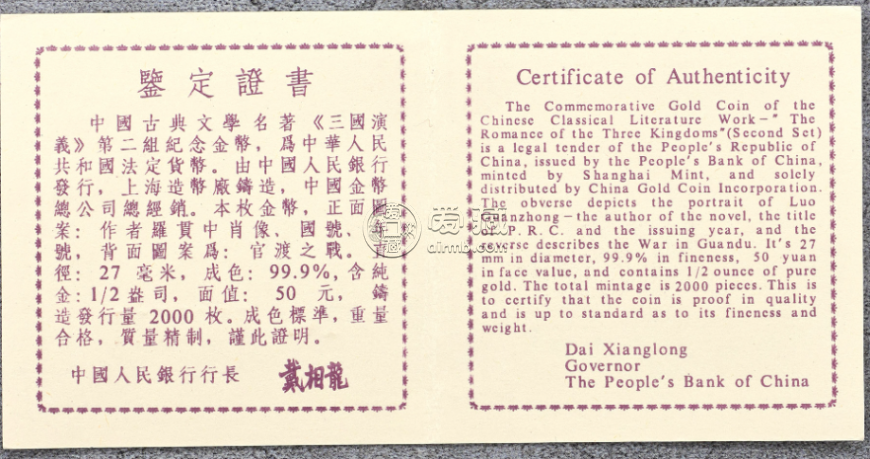 鑒定證書
中國古典文學名著《三國演
義》第二組紀念金幣，爲中華人民
共和國法定貨幣。由中國人民銀行
發行，上海造幣廠鑄造，中國金幣
總公司總經銷。本枚金幣，正面圖
案：作者羅貫中肖像、國號、
號，背面圖案爲：官渡之戰。
徑：27毫米，成色：99.9%，含純
金：1/2盎司，面值：50元，鑄
造發行量2000枚。成色標準，重量
合格，質量精制，謹此證明。
中國人民銀行行長 戴相龍
Certificate of Authenticity
The Commemorative Gold Coin of the
Chinese Classical Literature Work—"The
Romance of the Three Kingdoms"(Second Set)
is a legal tender of the People's Republic of
China, issued by the People's Bank of China,
minted by Shanghai Mint, and solely
distributed by China Gold Coin Incorporation.
The obverse depicts the portrait of Luo
Guanzhong—the author of the novel, the title
P.R.C. and the issuing year, and the
reverse describes the War in Guandu. It's 27
mm in diameter, 99.9% in fineness, 50 yuan
in face value, and contains 1/2 ounce of pure
gold. The total mintage is 2000 pieces. This is
to certify that the coin is proof in quality
and is up to standard as to its fineness and
weight.
Dai Xianglong
Governor
The People's Bank of China
爱藏
airmb.com